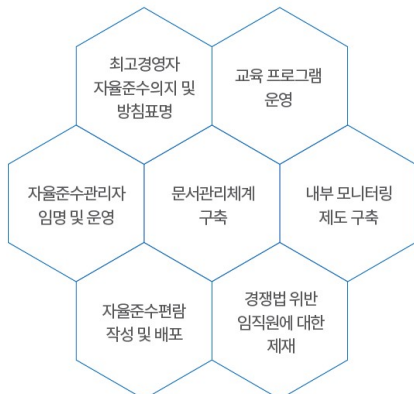 최고경영자
자율준수의지 및
방침표명
교육 프로그램
운영
자율준수관리자
임명 및 운영
문서관리체계
구축
내부 모니터링
제도 구축
자율준수편람
작성 및 배포
경쟁법 위반
임직원에 대한
제재